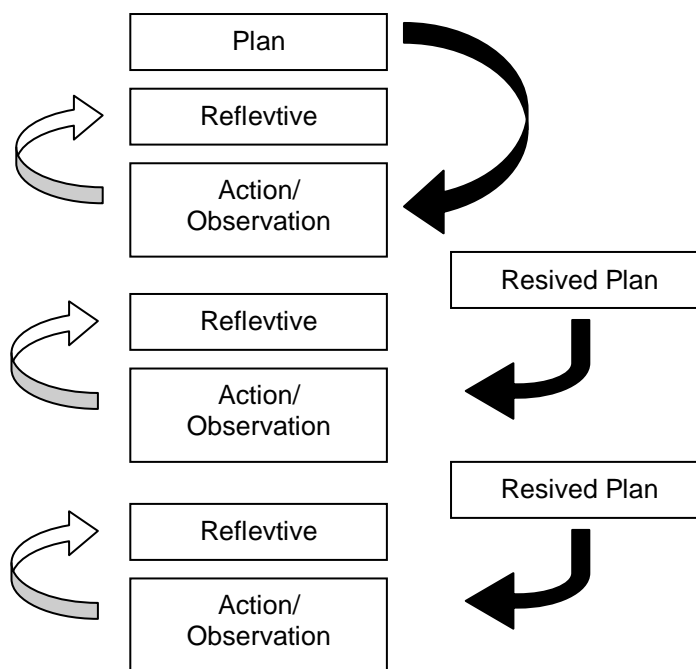 Plan
Reflevtive
Action/
Observation
Resived Plan
Reflevtive
Action/
Observation
Resived Plan
Reflevtive
Action/
Observation